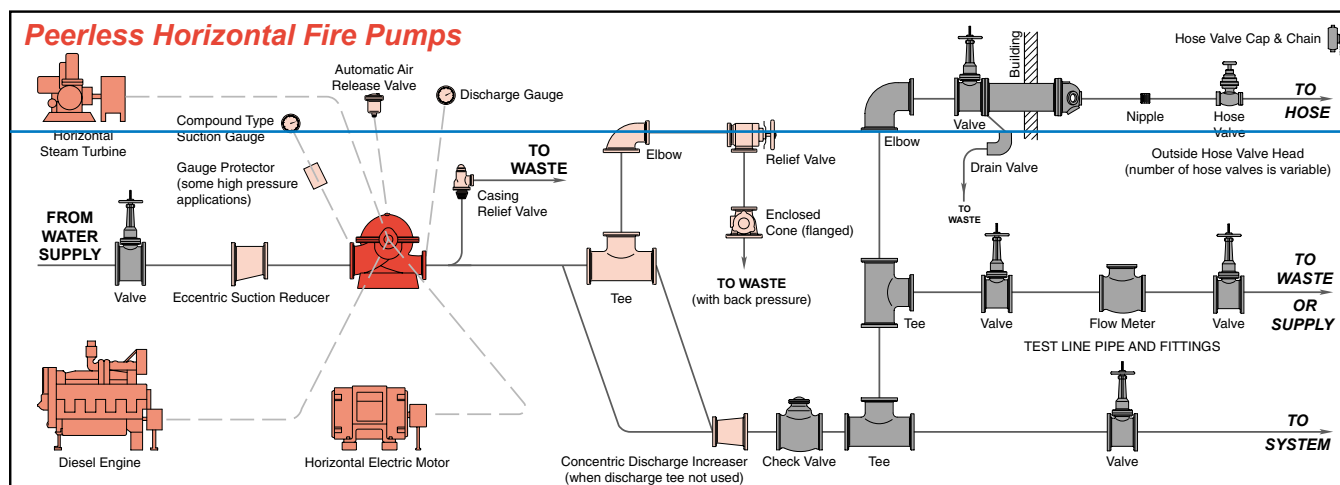 Peerless Horizontal Fire Pumps
Horizontal
Steam Turbine
Compound Type
Suction Gauge
Gauge Protector
(some high pressure
applications)
Automatic Air
Release Valve
Discharge Gauge
TO
WASTE
Casing
Relief Valve
Elbow
Relief Valve
Enclosed
Cone (flanged)
TO WASTE
(with back pressure)
Elbow
Valve
Building
Drain Valve
TO
WASTE
Hose Valve Cap & Chain
Nipple
Hose
Valve
TO
HOSE
Outside Hose Valve Head
(number of hose valves is variable)
FROM
WATER
SUPPLY
Valve
Eccentric Suction Reducer
Tee
Tee
Valve
Flow Meter
Valve
TO
WASTE
OR
SUPPLY
TEST LINE PIPE AND FITTINGS
Diesel Engine
Horizontal Electric Motor
Concentric Discharge Increaser
(when discharge tee not used)
Check Valve
Tee
Valve
TO
SYSTEM